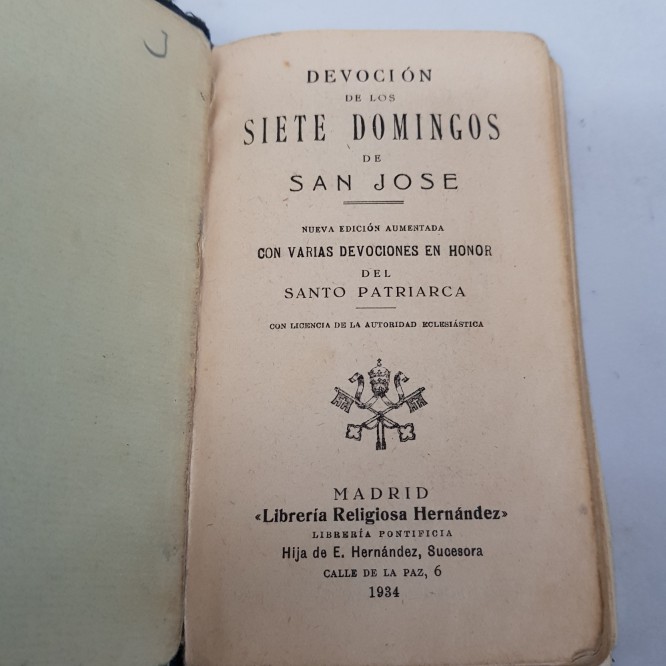 DEVOCIÓN
DE LOS
SIETE DOMINGOS
DE
SAN JOSE
NUEVA EDICIÓN AUMENTADA
CON VARIAS DEVOCIONES EN HONOR
DEL
SANTO PATRIARCA
CON LICENCIA DE LA AUTORIDAD ECLESIÁSTICA
MADRID
«Librería Religiosa Hernández»
LIBRERÍA PONTIFICIA
Hija de E. Hernández, Sucesora
CALLE DE LA PAZ, 6
1934